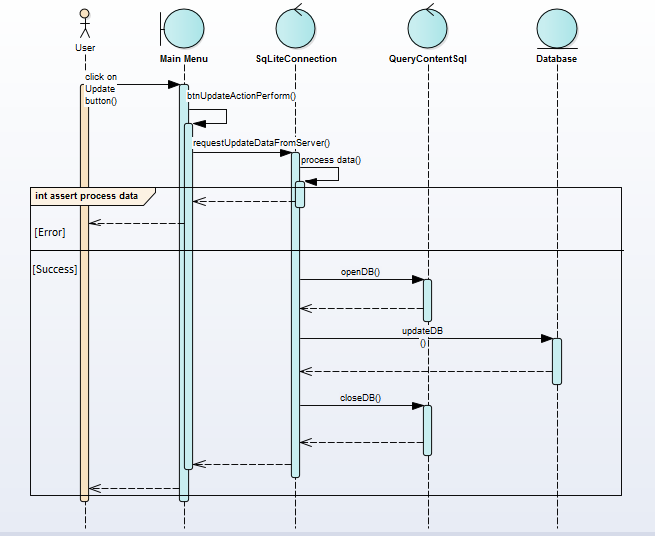 User
Main Menu
SqLiteConnection
QueryContentSql
Database
click on
Update
button()
btnUpdateActionPerform()
requestUpdateDataFromServer()
process data()
int assert process data
[Error]
[Success]
openDB()
updateDB
()
closeDB()